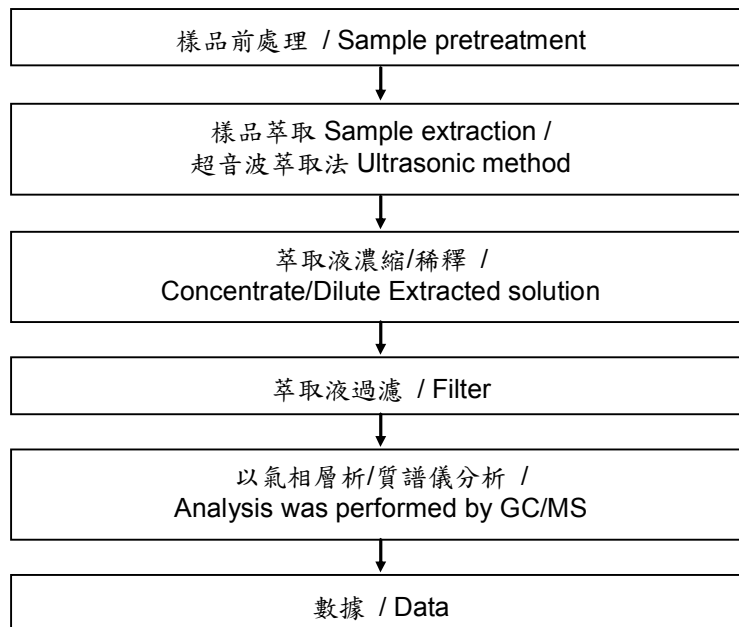 樣品前處理 / Sample pretreatment
樣品萃取 Sample extraction /
超音波萃取法 Ultrasonic method
萃取液濃縮/稀釋 /
Concentrate/Dilute Extracted solution
萃取液過濾 / Filter
以氣相層析/質譜儀分析 /
Analysis was performed by GC/MS
數據 / Data